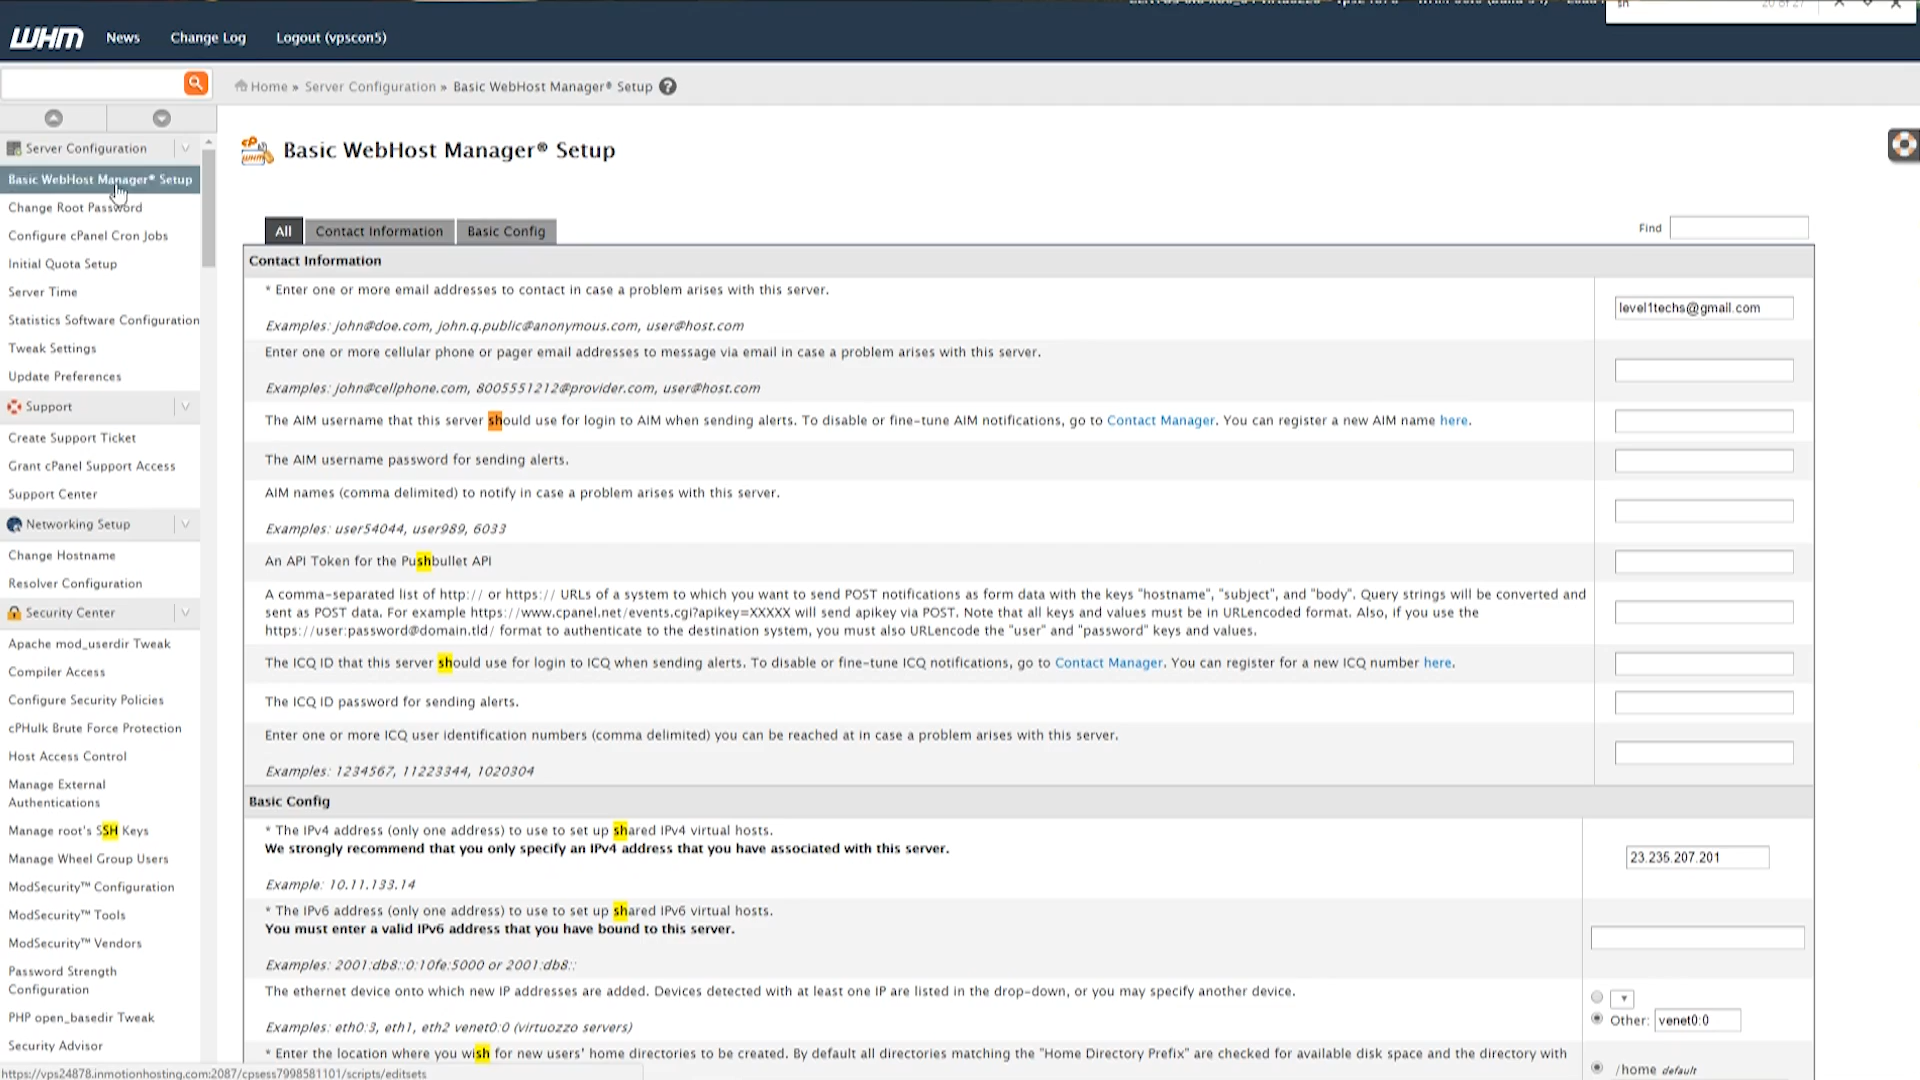 sh
20 of 27
WHM
News
Change Log
Logout (vpscon5)
Home » Server Configuration » Basic WebHost Manager® Setup
Server Configuration
Basic WebHost Manager® Setup
Change Root Password
Configure cPanel Cron Jobs
Initial Quota Setup
Server Time
Statistics Software Configuration
Tweak Settings
Update Preferences
Support
Create Support Ticket
Grant cPanel Support Access
Support Center
Networking Setup
Change Hostname
Resolver Configuration
Security Center
Apache mod_userdir Tweak
Compiler Access
Configure Security Policies
cPHulk Brute Force Protection
Host Access Control
Manage External
Authentications
Manage root's SSH Keys
Manage Wheel Group Users
ModSecurity™ Configuration
ModSecurity™ Tools
ModSecurity™ Vendors
Password Strength
Configuration
PHP open_basedir Tweak
Security Advisor
https://vps24878.inmotionhosting.com:2087/cpsess7998581101/scripts/editsets
cP
WHM
Basic WebHost Manager® Setup
All
Contact Information
Basic Config
Find
Contact Information
* Enter one or more email addresses to contact in case a problem arises with this server.
Examples: john@doe.com, john.q.public@anonymous.com, user@host.com
level1techs@gmail.com
Enter one or more cellular phone or pager email addresses to message via email in case a problem arises with this server.
Examples: john@cellphone.com, 8005551212@provider.com, user@host.com
The AIM username that this server should use for login to AIM when sending alerts. To disable or fine-tune AIM notifications, go to Contact Manager. You can register a new AIM name here.
The AIM username password for sending alerts.
AIM names (comma delimited) to notify in case a problem arises with this server.
Examples: user54044, user989, 6033
An API Token for the Pushbullet API
A comma-separated list of http:// or https:// URLs of a system to which you want to send POST notifications as form data with the keys "hostname", "subject", and "body". Query strings will be converted and
sent as POST data. For example https://www.cpanel.net/events.cgi?apikey=XXXXX will send apikey via POST. Note that all keys and values must be in URLencoded format. Also, if you use the
https://user:password@domain.tld/ format to authenticate to the destination system, you must also URLencode the "user" and "password" keys and values.
The ICQ ID that this server should use for login to ICQ when sending alerts. To disable or fine-tune ICQ notifications, go to Contact Manager. You can register for a new ICQ number here.
The ICQ ID password for sending alerts.
Enter one or more ICQ user identification numbers (comma delimited) you can be reached at in case a problem arises with this server.
Examples: 1234567, 11223344, 1020304
Basic Config
* The IPv4 address (only one address) to use to set up shared IPv4 virtual hosts.
We strongly recommend that you only specify an IPv4 address that you have associated with this server.
Example: 10.11.133.14
23.235.207.201
* The IPv6 address (only one address) to use to set up shared IPv6 virtual hosts.
You must enter a valid IPv6 address that you have bound to this server.
Examples: 2001:db8::0:10fe:5000 or 2001:db8::
The ethernet device onto which new IP addresses are added. Devices detected with at least one IP are listed in the drop-down, or you may specify another device.
Examples: eth0:3, eth1, eth2 venet0:0 (virtuozzo servers)
Other: venet0:0
* Enter the location where you wish for new users' home directories to be created. By default all directories matching the "Home Directory Prefix" are checked for available disk space and the directory with
/home default